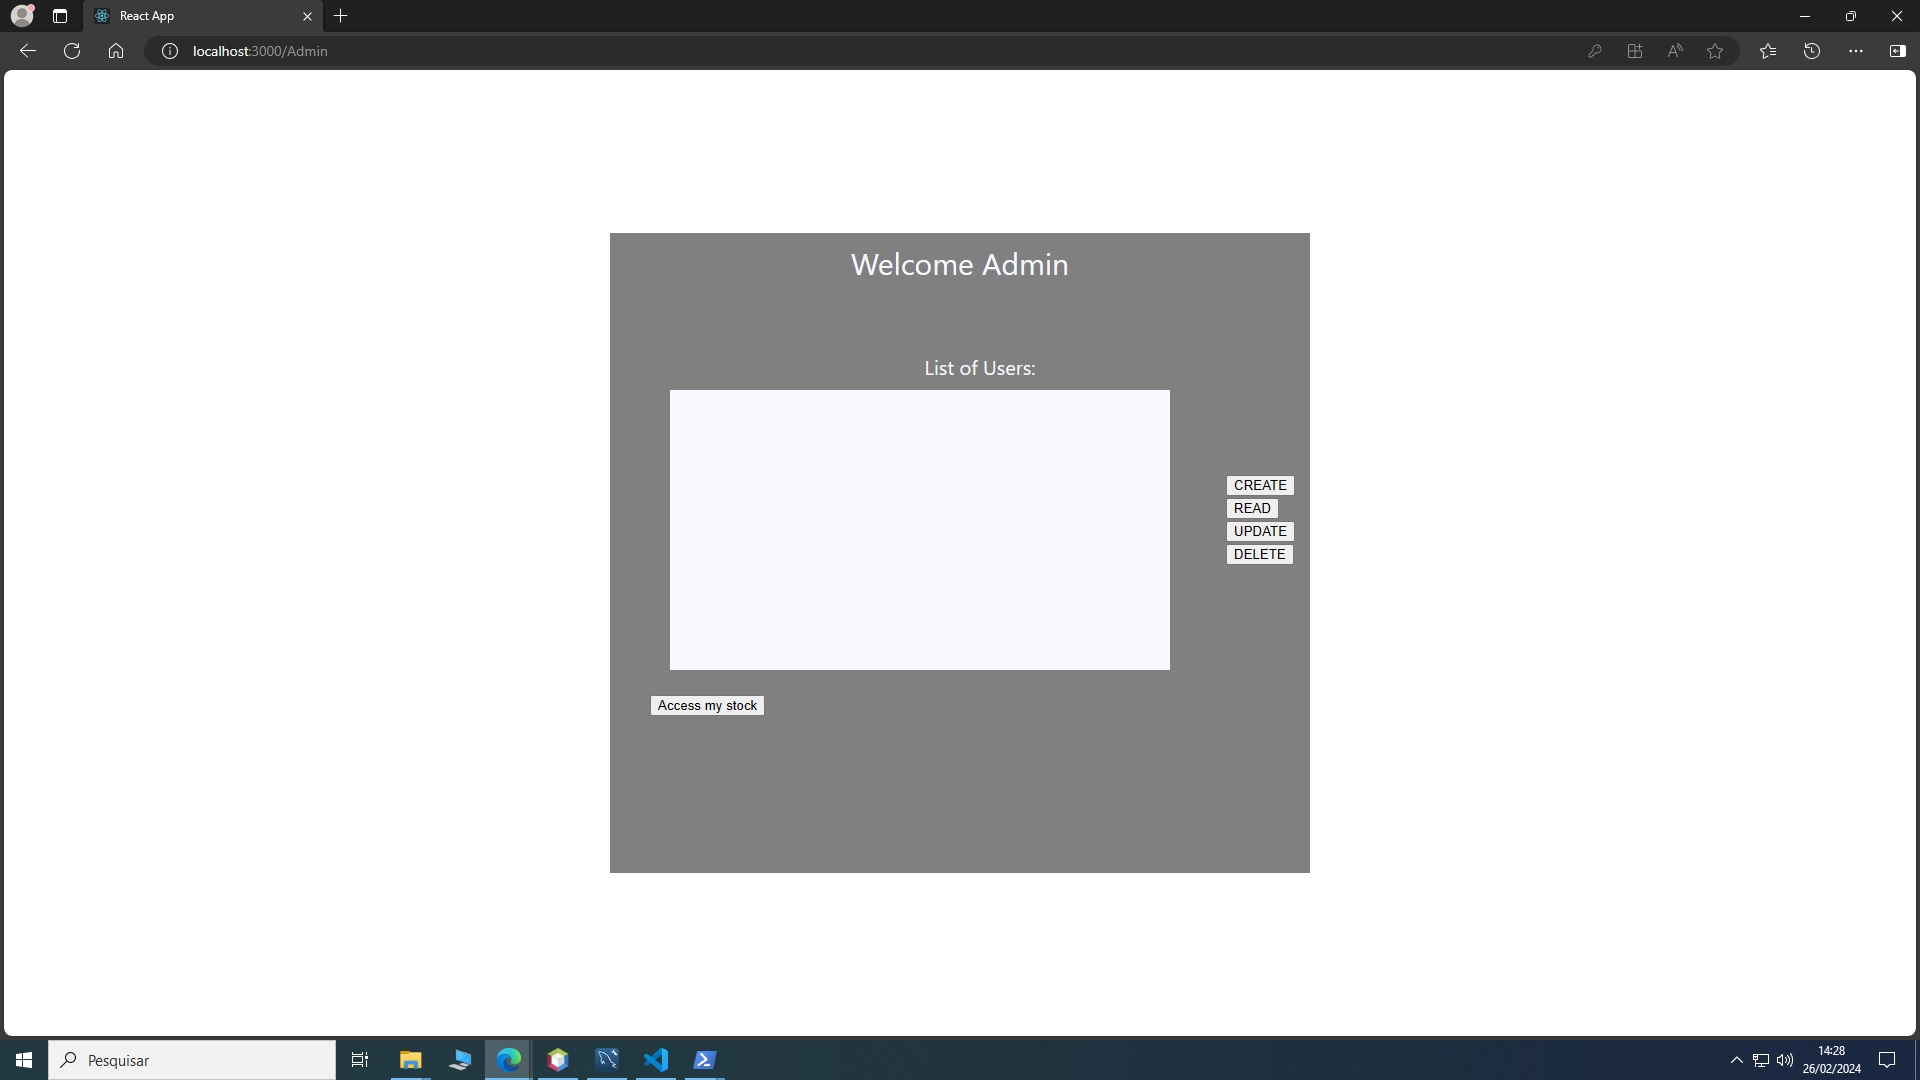 React App
localhost:3000/Admin
Welcome Admin
List of Users:
CREATE
READ
UPDATE
DELETE
Access my stock
Pesquisar
14:28
26/02/2024